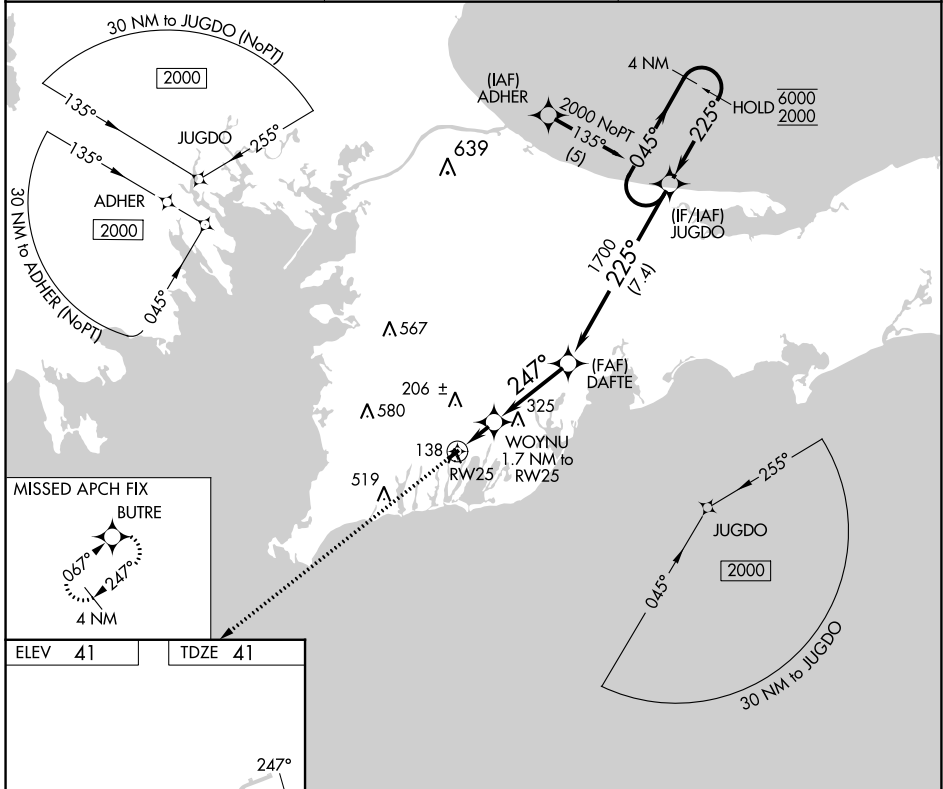 30 NM to JUGDO (NoPT)
2000
135°
JUGDO
255°
135°
ADHER
2000
30 NM to ADHER (NoPT)
045°
639
(IAF)
ADHER
2000 NoPT
135°
(5)
4 NM
045°
225°
HOLD
6000
2000
(IF/IAF)
JUGDO
1700
225°
(7.4)
567
247°
(FAF)
DAFTE
206 ±
580
325
WOYNU
1.7 NM to
RW25
138
RW25
519
255°
JUGDO
2000
045°
30 NM to JUGDO
MISSED APCH FIX
BUTRE
067°
247°
4 NM
ELEV 41
TDZE 41
247°